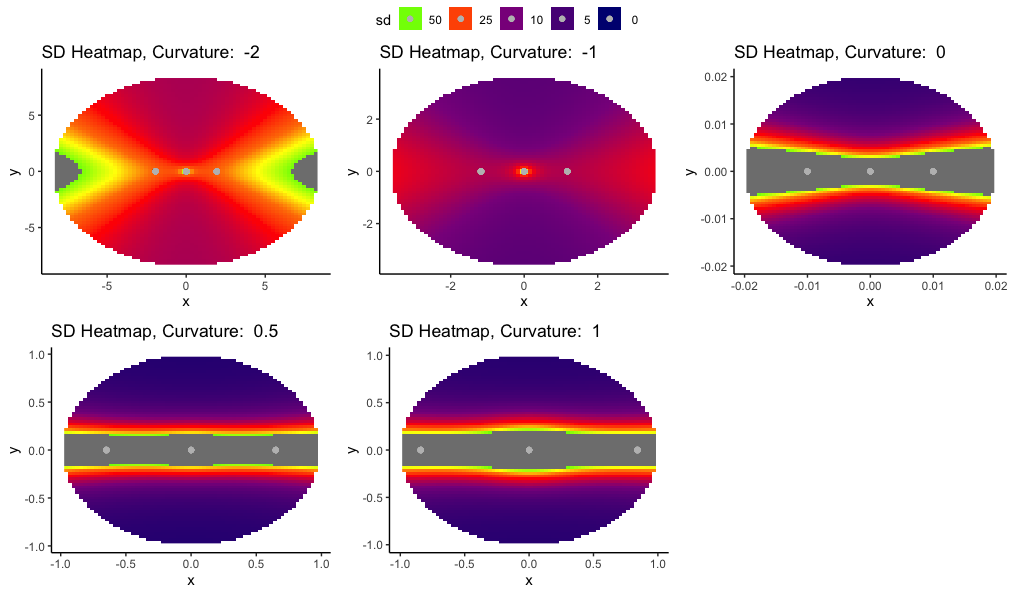 sd 50 25 10 5 0
SD Heatmap, Curvature:  -2
5
0
-5
y
-5 0 5
x
SD Heatmap, Curvature:  -1
2
0
-2
y
-2 0 2
x
SD Heatmap, Curvature:  0
0.02
0.01
0.00
-0.01
-0.02
y
-0.02 -0.01 0.00 0.01 0.02
x
SD Heatmap, Curvature:  0.5
1.0
0.5
0.0
-0.5
-1.0
y
-1.0 -0.5 0.0 0.5 1.0
x
SD Heatmap, Curvature:  1
1.0
0.5
0.0
-0.5
-1.0
y
-1.0 -0.5 0.0 0.5 1.0
x